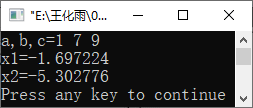 "E:\王化雨\0...
a,b,c=1 7 9
x1=-1.697224
x2=-5.302776
Press any key to continue